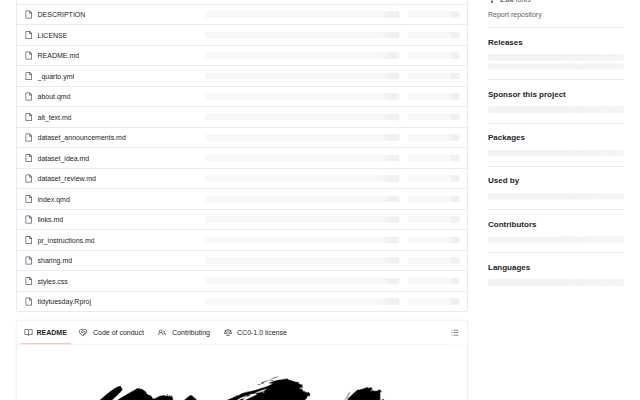 DESCRIPTION
LICENSE
README.md
_quarto.yml
about.qmd
alt_text.md
dataset_announcements.md
dataset_idea.md
dataset_review.md
index.qmd
links.md
pr_instructions.md
sharing.md
styles.css
tidytuesday.Rproj
README
Code of conduct
Contributing
CC0-1.0 license
Report repository
Releases
Sponsor this project
Packages
Used by
Contributors
Languages